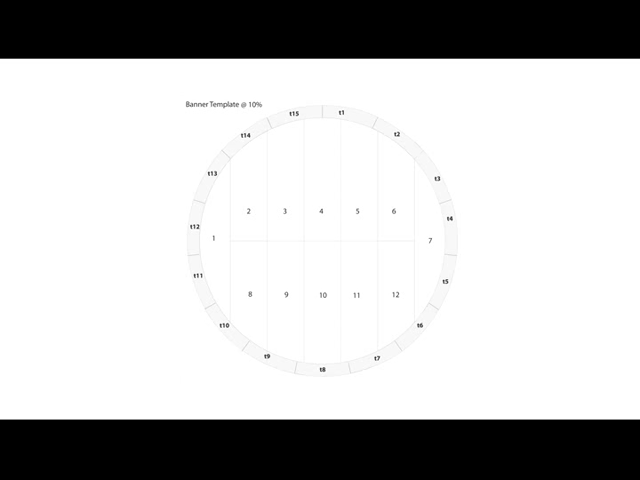 Banner Template @ 10%
t15 t1
t14 t2
t13 t3
2 3 4 5 6
t12 t4
1 7
t11 t5
8 9 10 11 12
t10 t6
t9 t7
t8